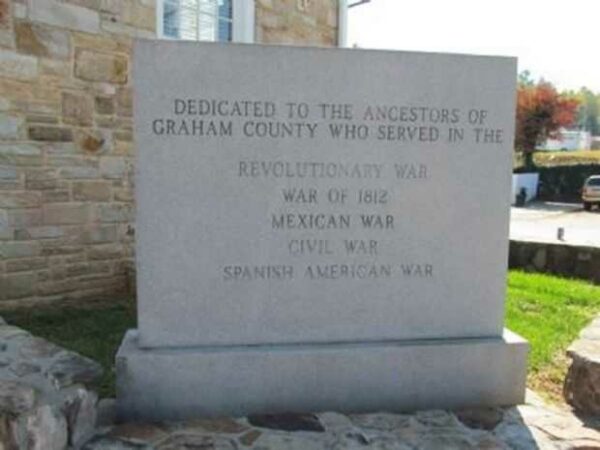 DEDICATED TO THE ANCESTORS OF
GRAHAM COUNTY WHO SERVED IN THE
REVOLUTIONARY WAR
WAR OF 1812
MEXICAN WAR
CIVIL WAR
SPANISH AMERICAN WAR